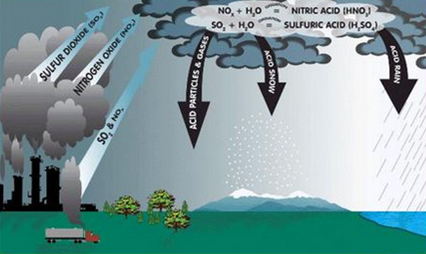 NOₓ + H₂O = NITRIC ACID (HNO₃)
SO₂ + H₂O = SULFURIC ACID (H₂SO₄)
SULFUR DIOXIDE (SO₂)
NITROGEN OXIDE (NOₓ)
SO₂ & NOₓ
ACID PARTICLES & GASES
ACID SNOW
ACID RAIN